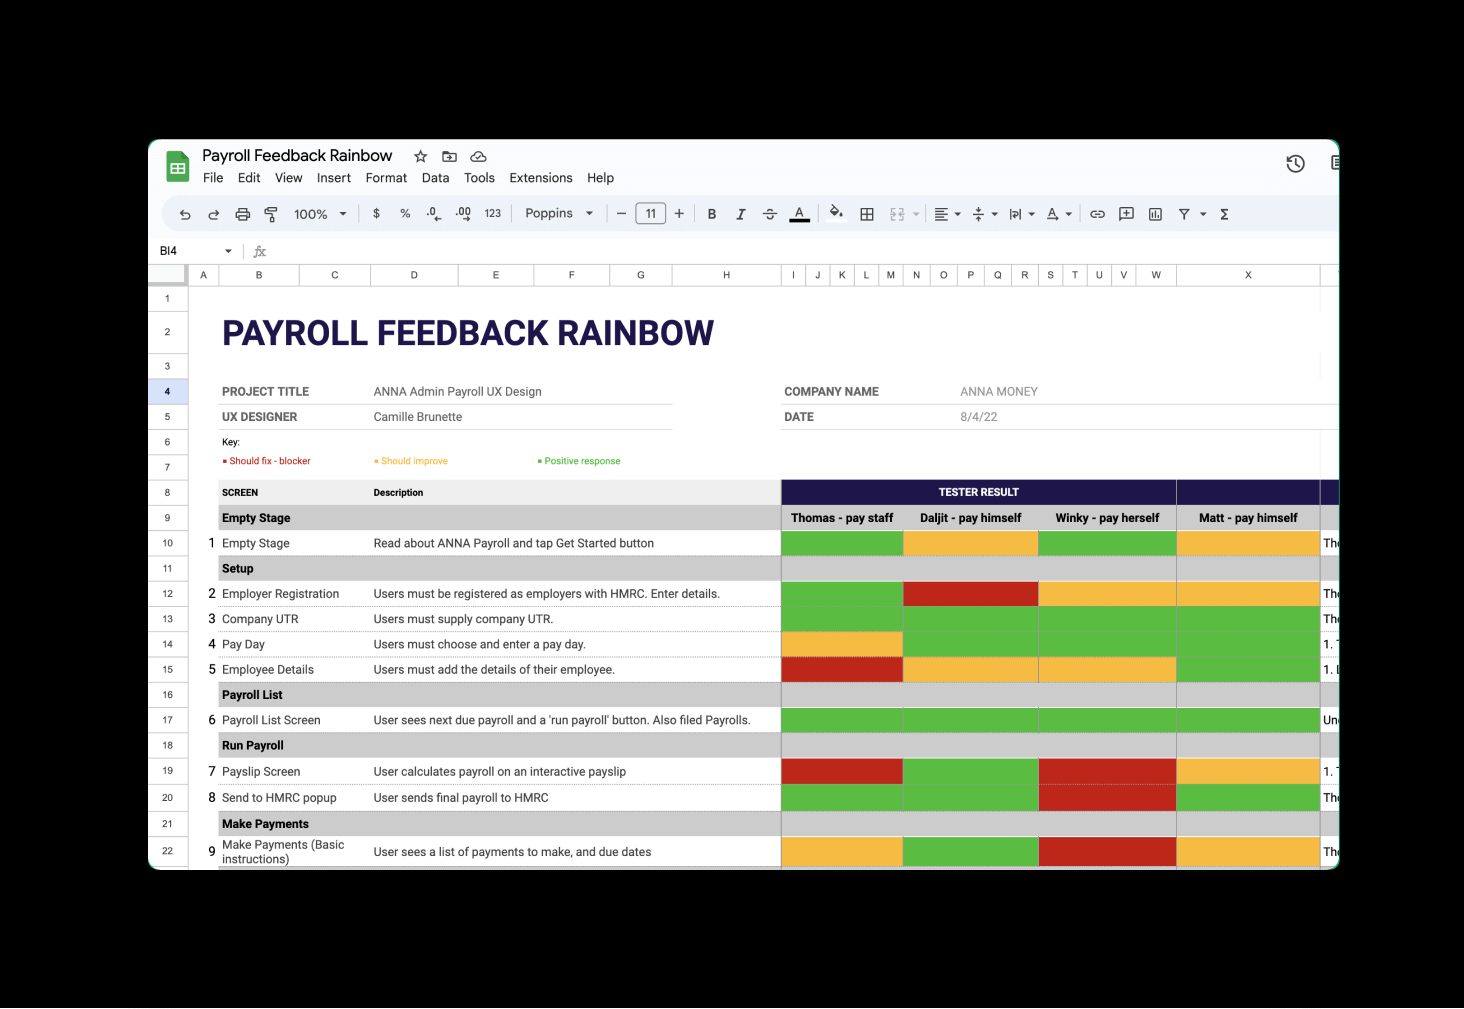 Payroll Feedback Rainbow
File Edit View Insert Format Data Tools Extensions Help
100% $ % .0 .00 123 Poppins − 11 + B I S A Σ
BI4 fx
A B C D E F G H I J K L M N O P Q R S T U V W X
1
2 PAYROLL FEEDBACK RAINBOW
3
4 PROJECT TITLE ANNA Admin Payroll UX Design COMPANY NAME ANNA MONEY
5 UX DESIGNER Camille Brunette DATE 8/4/22
6 Key:
7 Should fix - blocker Should improve Positive response
8 SCREEN Description TESTER RESULT
9 Empty Stage Thomas - pay staff Daljit - pay himself Winky - pay herself Matt - pay himself
10 1 Empty Stage Read about ANNA Payroll and tap Get Started button
11 Setup
12 2 Employer Registration Users must be registered as employers with HMRC. Enter details.
13 3 Company UTR Users must supply company UTR.
14 4 Pay Day Users must choose and enter a pay day. 1.
15 5 Employee Details Users must add the details of their employee. 1.
16 Payroll List
17 6 Payroll List Screen User sees next due payroll and a 'run payroll' button. Also filed Payrolls.
18 Run Payroll
19 7 Payslip Screen User calculates payroll on an interactive payslip 1.
20 8 Send to HMRC popup User sends final payroll to HMRC
21 Make Payments
22 9 Make Payments (Basic instructions) User sees a list of payments to make, and due dates